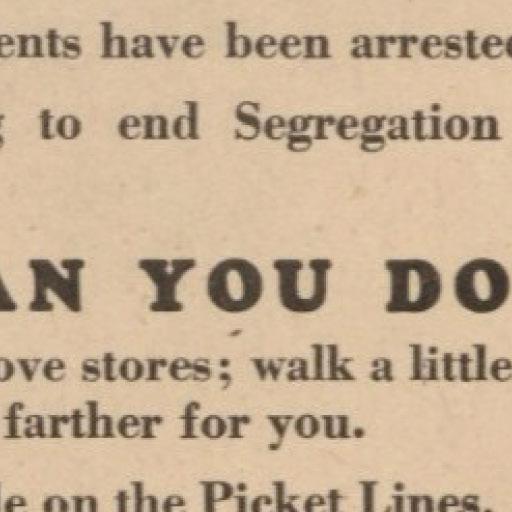 ents have been arrested
to end Segregation
AN YOU DO
ove stores; walk a little
farther for you.
le on the Picket Lines.